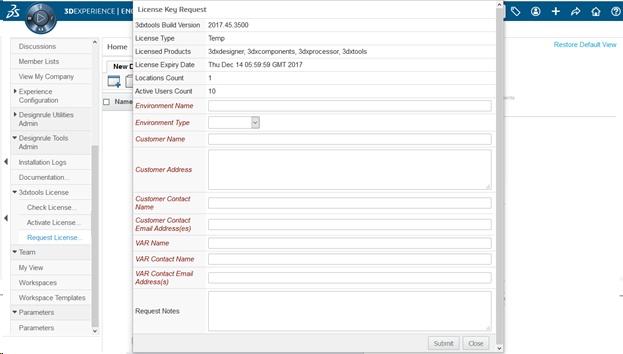 3DEXPERIENCE | ENO
License Key Request
Restore Default View
Discussions
Member Lists
View My Company
Experience
Configuration
Designrule Utilities
Admin
Designrule Tools
Admin
Installation Logs
Documentation...
3dxtools License
Check License...
Activate License...
Request License...
Team
My View
Workspaces
Workspace Templates
Parameters
Parameters
Home
New D
Name
3dxtools Build Version 2017.45.3500
License Type Temp
Licensed Products 3dxdesigner, 3dxcomponents, 3dxprocessor, 3dxtools
License Expiry Date Thu Dec 14 05:59:59 GMT 2017
Locations Count 1
Active Users Count 10
Environment Name
Environment Type
Customer Name
Customer Address
Customer Contact
Name
Customer Contact
Email Address(es)
VAR Name
VAR Contact Name
VAR Contact Email
Address(s)
Request Notes
Submit Close